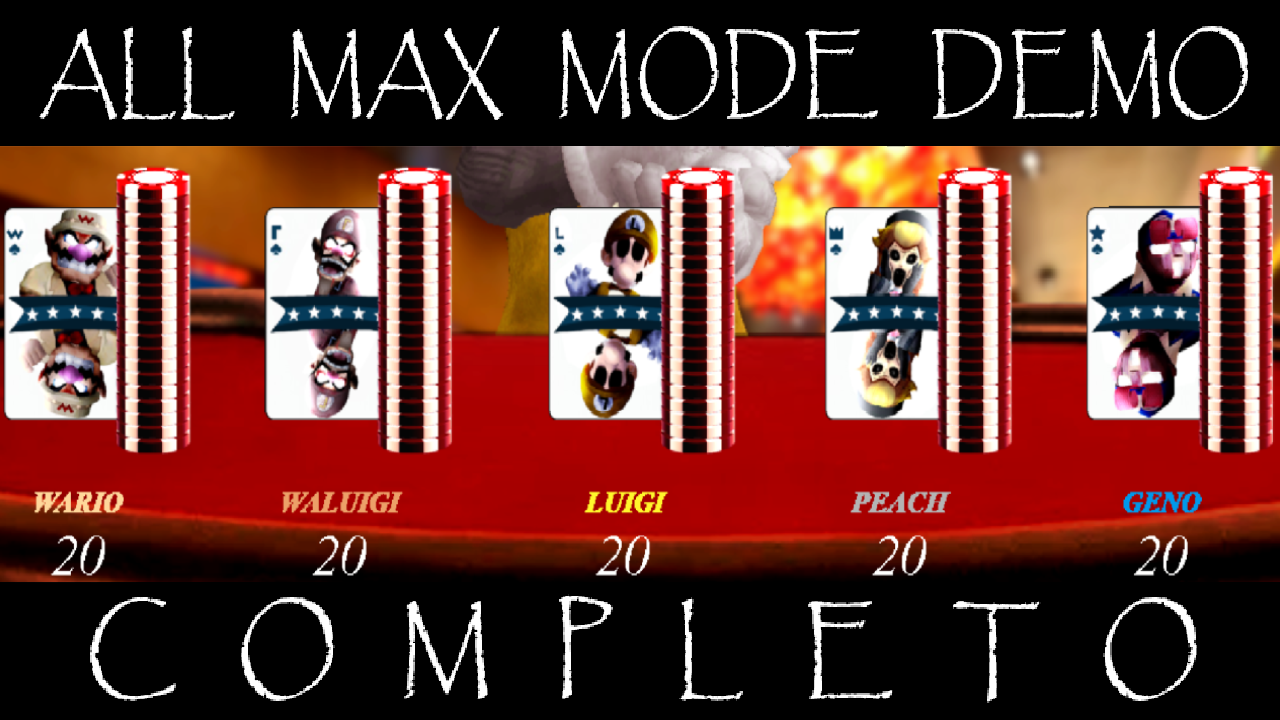 ALL MAX MODE DEMO
W Γ L
WARIO WALUIGI LUIGI PEACH GENO
20 20 20 20 20
COMPLETO